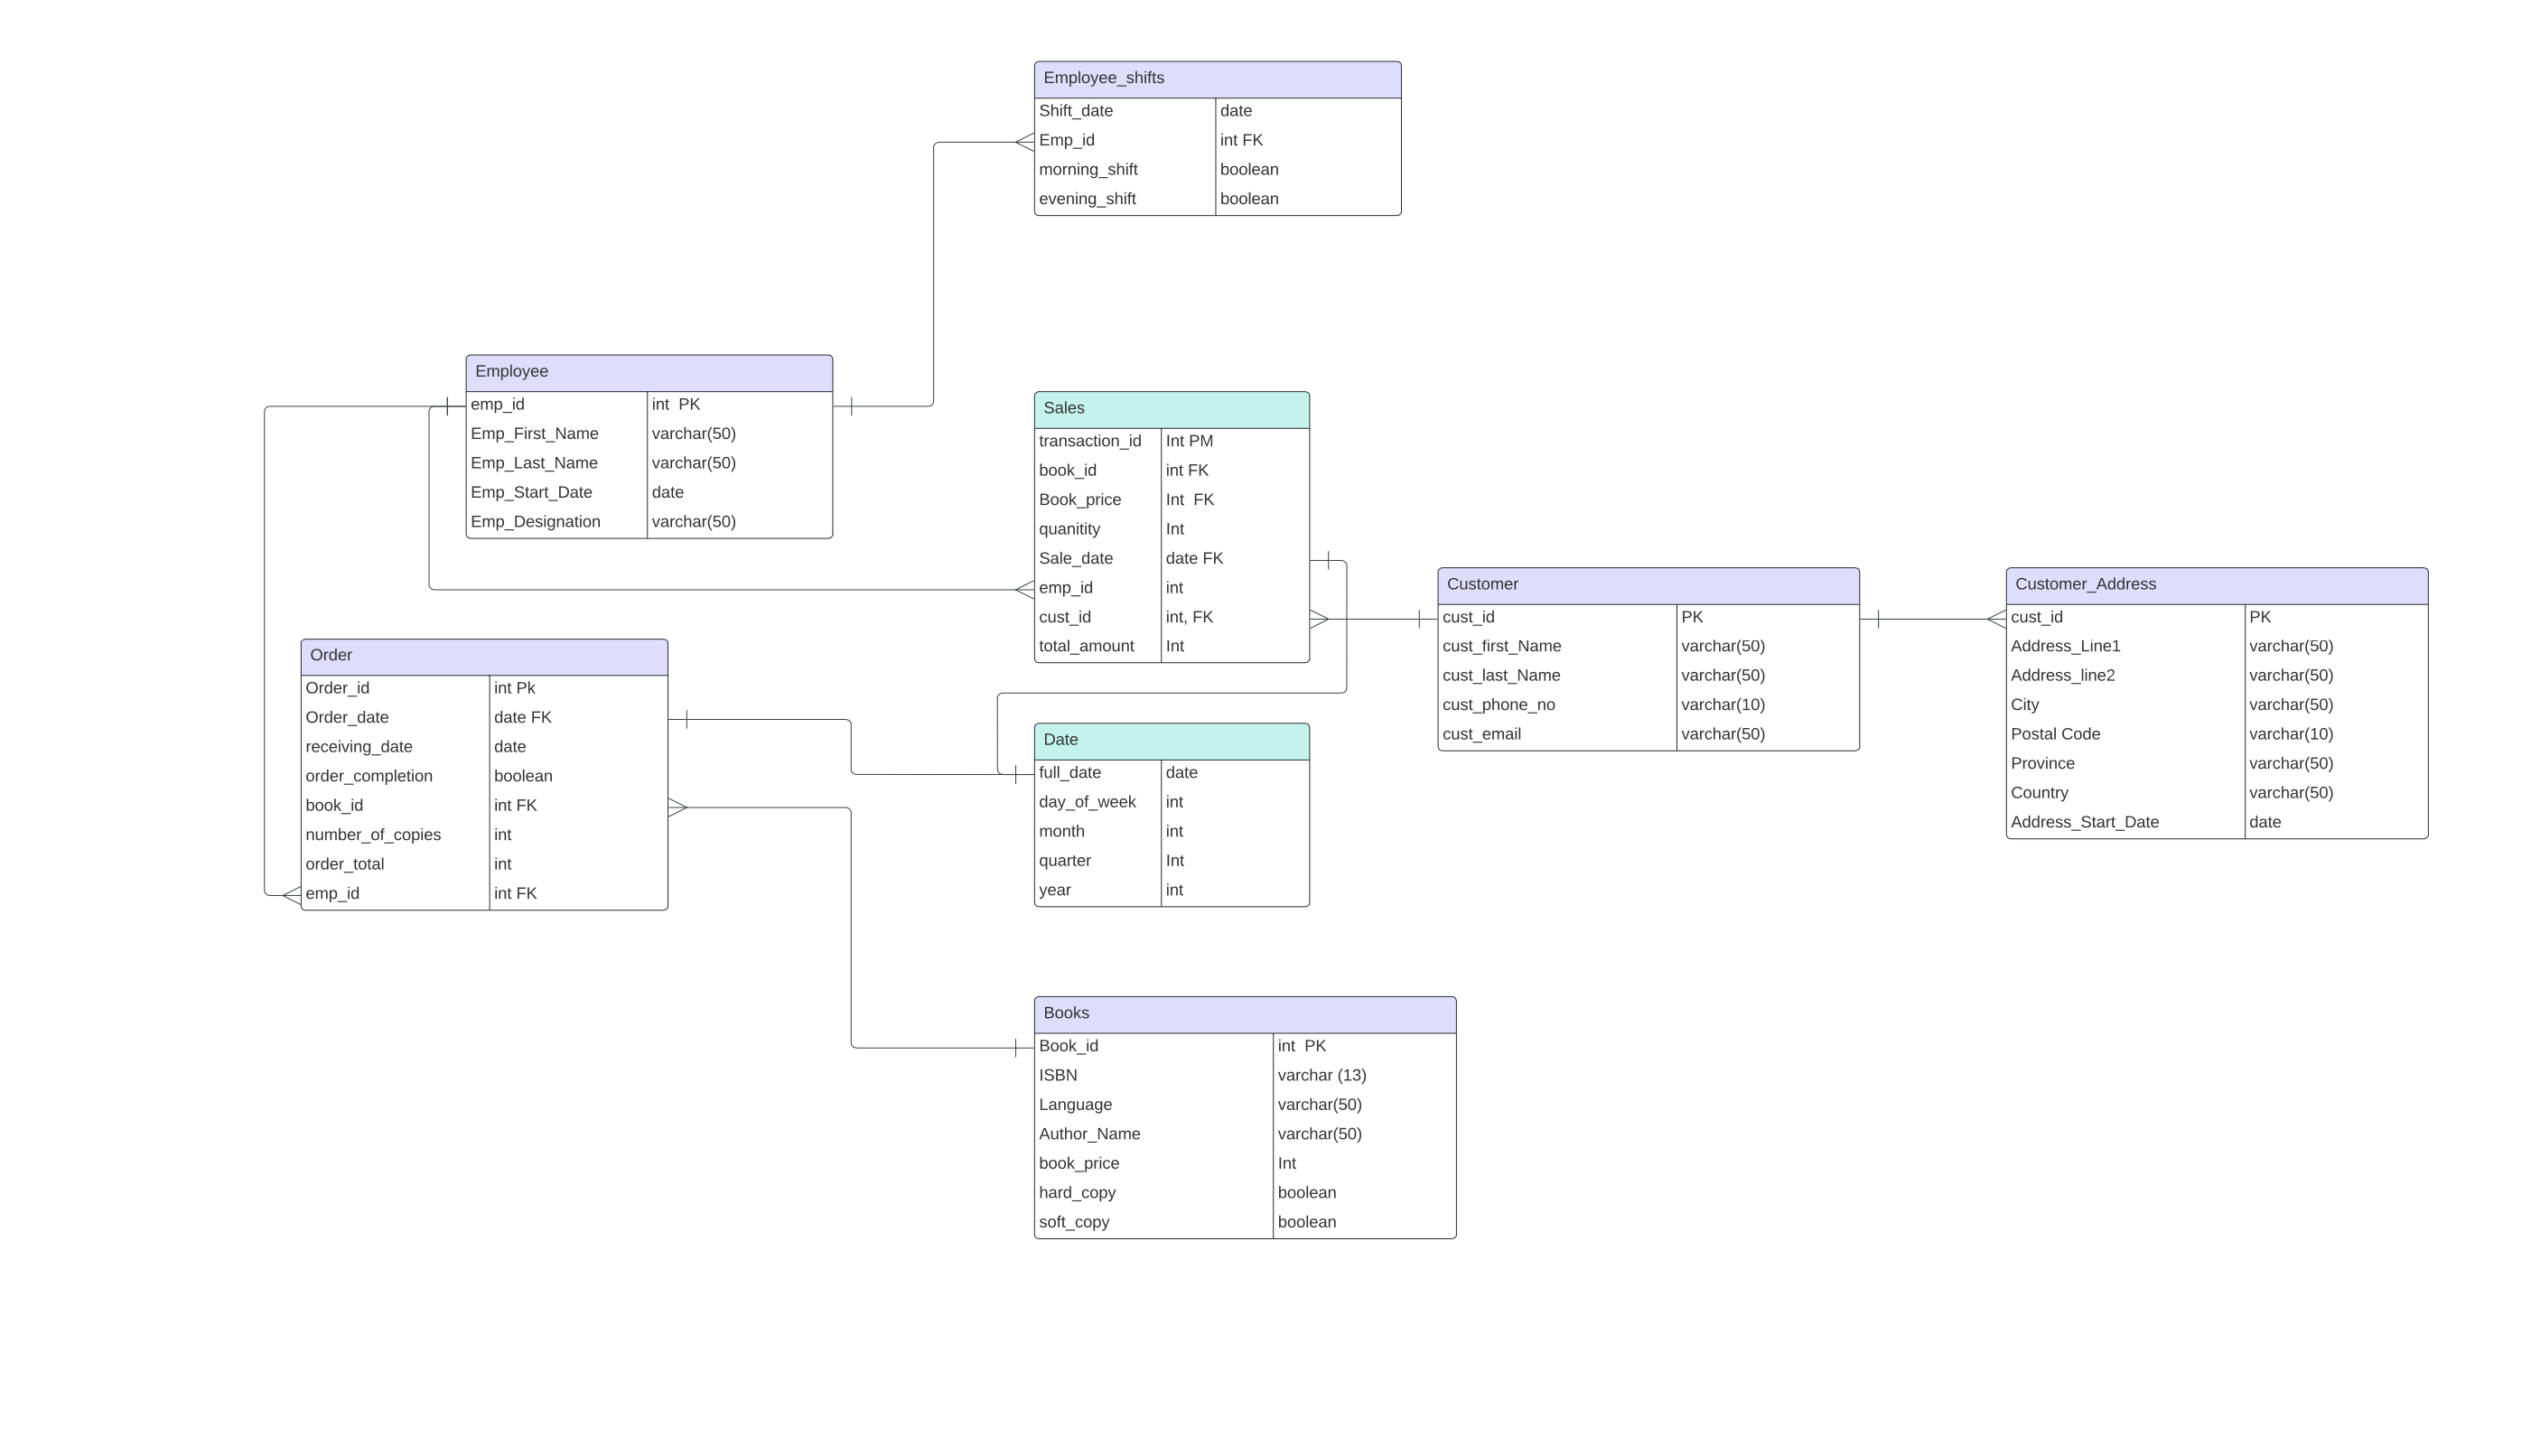 Employee_shifts
Shift_date date
Emp_id int FK
morning_shift boolean
evening_shift boolean
Employee
emp_id int  PK
Emp_First_Name varchar(50)
Emp_Last_Name varchar(50)
Emp_Start_Date date
Emp_Designation varchar(50)
Sales
transaction_id Int PM
book_id int FK
Book_price Int  FK
quanitity Int
Sale_date date FK
emp_id int
cust_id int, FK
total_amount Int
Customer
cust_id PK
cust_first_Name varchar(50)
cust_last_Name varchar(50)
cust_phone_no varchar(10)
cust_email varchar(50)
Customer_Address
cust_id PK
Address_Line1 varchar(50)
Address_line2 varchar(50)
City varchar(50)
Postal Code varchar(10)
Province varchar(50)
Country varchar(50)
Address_Start_Date date
Order
Order_id int Pk
Order_date date FK
receiving_date date
order_completion boolean
book_id int FK
number_of_copies int
order_total int
emp_id int FK
Date
full_date date
day_of_week int
month int
quarter Int
year int
Books
Book_id int  PK
ISBN varchar (13)
Language varchar(50)
Author_Name varchar(50)
book_price Int
hard_copy boolean
soft_copy boolean